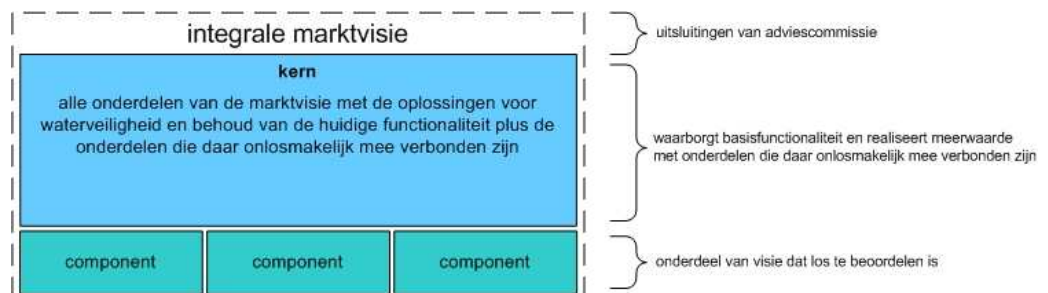 integrale marktvisie
uitsluitingen van adviescommissie
kern
alle onderdelen van de marktvisie met de oplossingen voor
waterveiligheid en behoud van de huidige functionaliteit plus de
onderdelen die daar onlosmakelijk mee verbonden zijn
waarborgt basisfunctionaliteit en realiseert meerwaarde
met onderdelen die daar onlosmakelijk mee verbonden zijn
component
component
component
onderdeel van visie dat los te beoordelen is